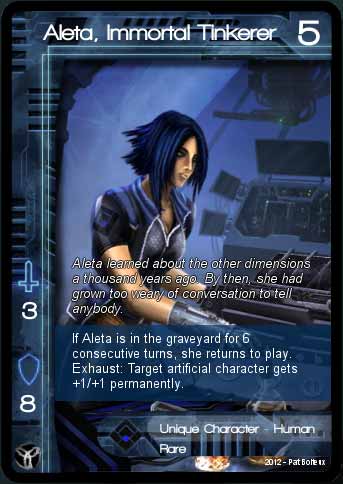 Aleta, Immortal Tinkerer 5
Aleta learned about the other dimensions
a thousand years ago. By then, she had
grown too weary of conversation to tell
anybody.
3
If Aleta is in the graveyard for 6
consecutive turns, she returns to play.
Exhaust: Target artificial character gets
+1/+1 permanently.
8
Unique Character - Human
Rare
2012 - Pat Bolteux